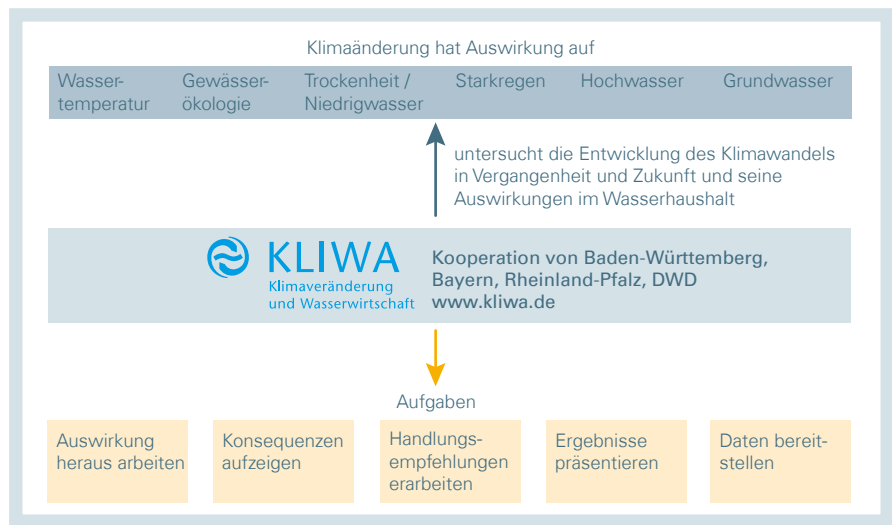 Klimaänderung hat Auswirkung auf
Wasser-
temperatur
Gewässer-
ökologie
Trockenheit /
Niedrigwasser
Starkregen
Hochwasser
Grundwasser
untersucht die Entwicklung des Klimawandels
in Vergangenheit und Zukunft und seine
Auswirkungen im Wasserhaushalt
KLIWA
Klimaveränderung
und Wasserwirtschaft
Kooperation von Baden-Württemberg,
Bayern, Rheinland-Pfalz, DWD
www.kliwa.de
Aufgaben
Auswirkung
heraus arbeiten
Konsequenzen
aufzeigen
Handlungs-
empfehlungen
erarbeiten
Ergebnisse
präsentieren
Daten bereit-
stellen